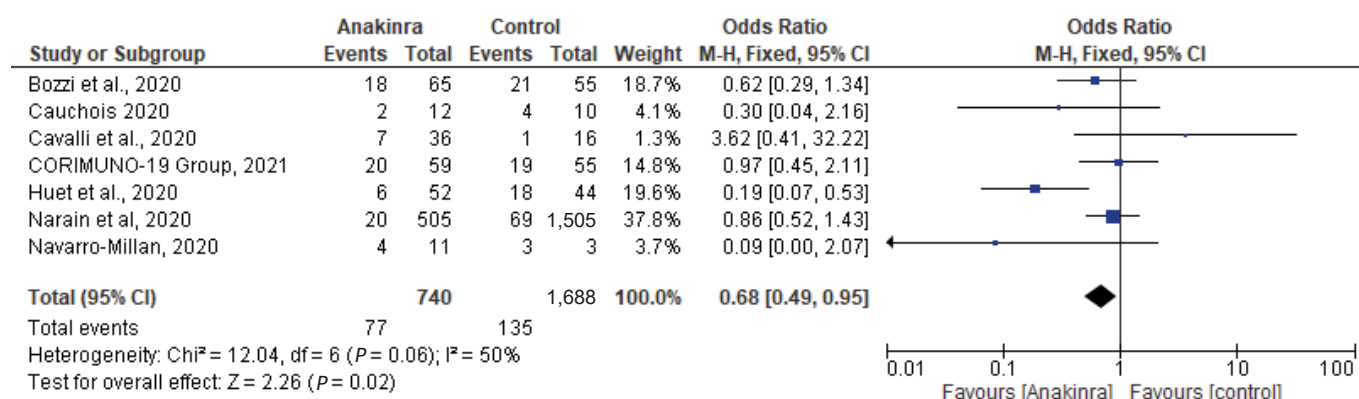 Anakinra Control Odds Ratio Odds Ratio
Study or Subgroup Events Total Events Total Weight M-H, Fixed, 95% CI M-H, Fixed, 95% CI
Bozzi et al., 2020 18 65 21 55 18.7% 0.62 [0.29, 1.34]
Cauchois 2020 2 12 4 10 4.1% 0.30 [0.04, 2.16]
Cavalli et al., 2020 7 36 1 16 1.3% 3.62 [0.41, 32.22]
CORIMUNO-19 Group, 2021 20 59 19 55 14.8% 0.97 [0.45, 2.11]
Huet et al., 2020 6 52 18 44 19.6% 0.19 [0.07, 0.53]
Narain et al, 2020 20 505 69 1,505 37.8% 0.86 [0.52, 1.43]
Navarro-Millan, 2020 4 11 3 3 3.7% 0.09 [0.00, 2.07]
Total (95% CI) 740 1,688 100.0% 0.68 [0.49, 0.95]
Total events 77 135
Heterogeneity: Chi² = 12.04, df = 6 (P = 0.06); I² = 50%
Test for overall effect: Z = 2.26 (P = 0.02)
0.01 0.1 1 10 100
Favours [Anakinra] Favours [control]